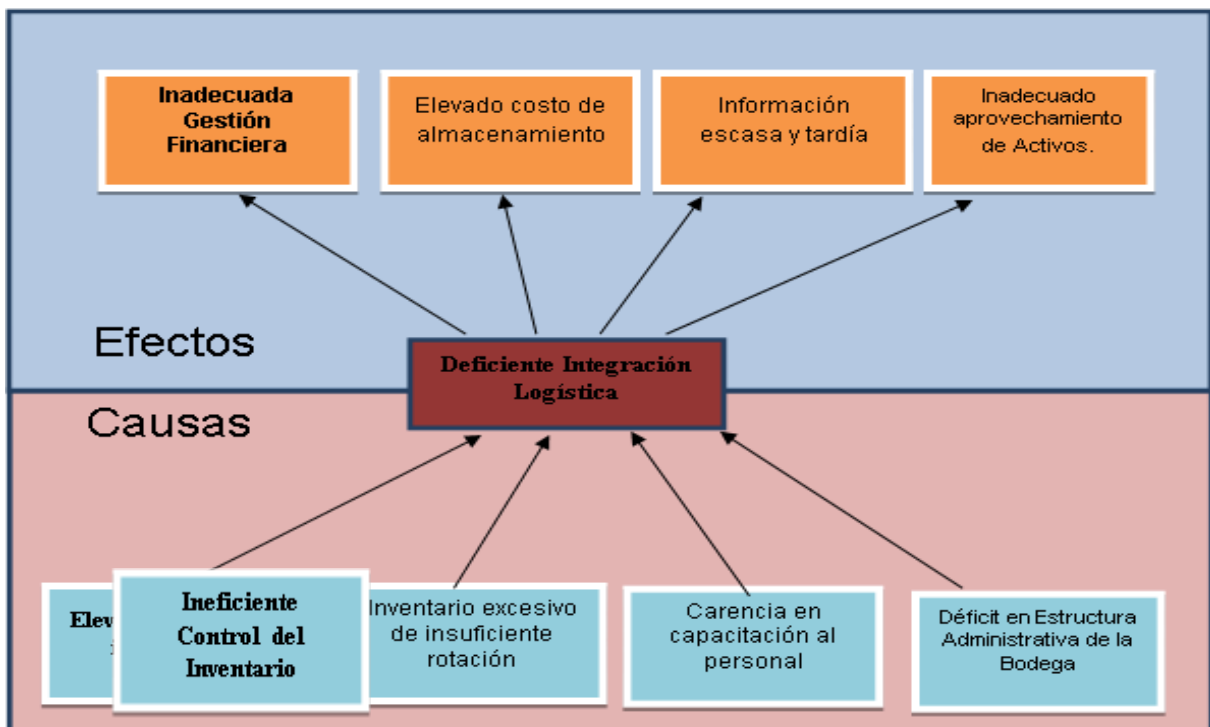 Inadecuada
Gestión
Financiera
Elevado costo de
almacenamiento
Información
escasa y tardía
Inadecuado
aprovechamiento
de Activos.
Efectos
Deficiente Integración
Logística
Causas
Ineficiente
Control del
Inventario
Inventario excesivo
de insuficiente
rotación
Carencia en
capacitación al
personal
Déficit en Estructura
Administrativa de la
Bodega